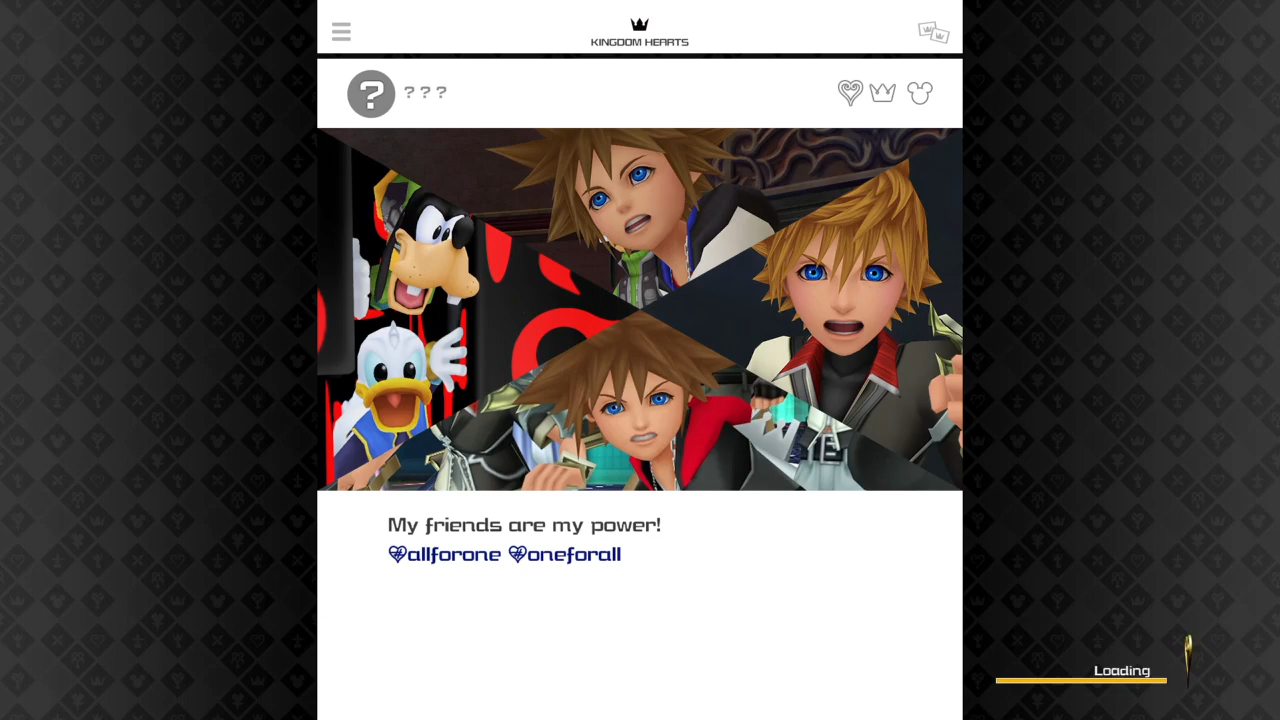 KINGDOM HEARTS
?
? ? ?
My friends are my power!
#allforone #oneforall
Loading